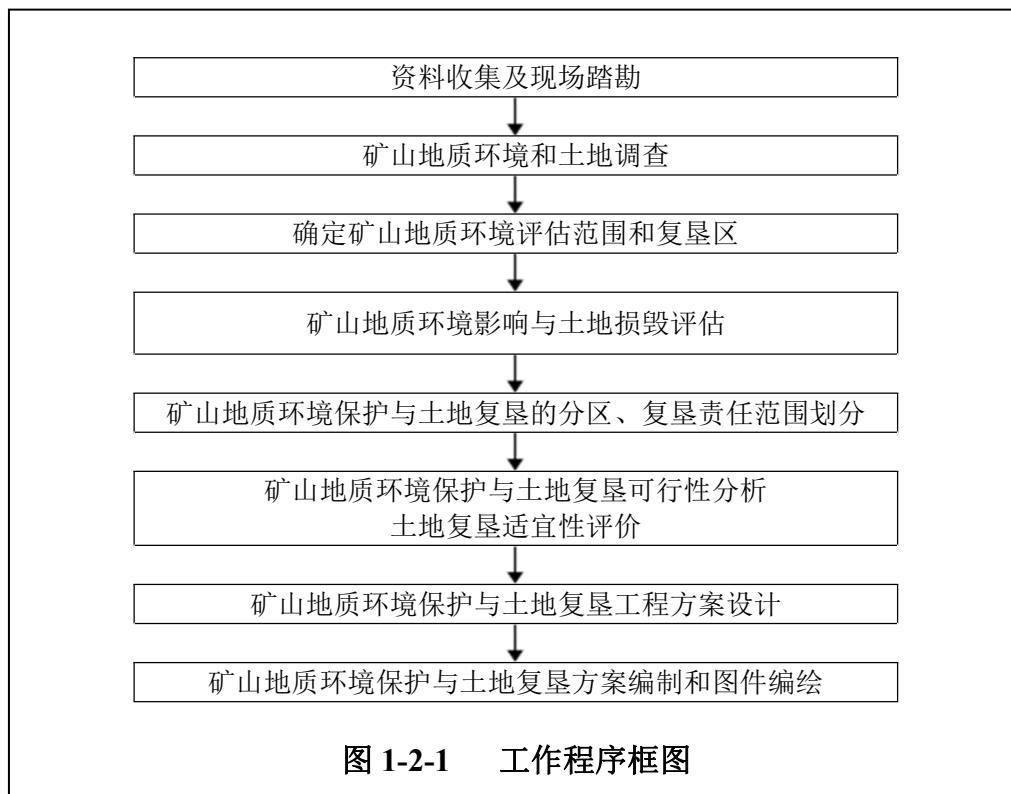 资料收集及现场踏勘
矿山地质环境和土地调查
确定矿山地质环境评估范围和复垦区
矿山地质环境影响与土地损毁评估
矿山地质环境保护与土地复垦的分区、复垦责任范围划分
矿山地质环境保护与土地复垦可行性分析
土地复垦适宜性评价
矿山地质环境保护与土地复垦工程方案设计
矿山地质环境保护与土地复垦方案编制和图件编绘
图 1-2-1 工作程序框图